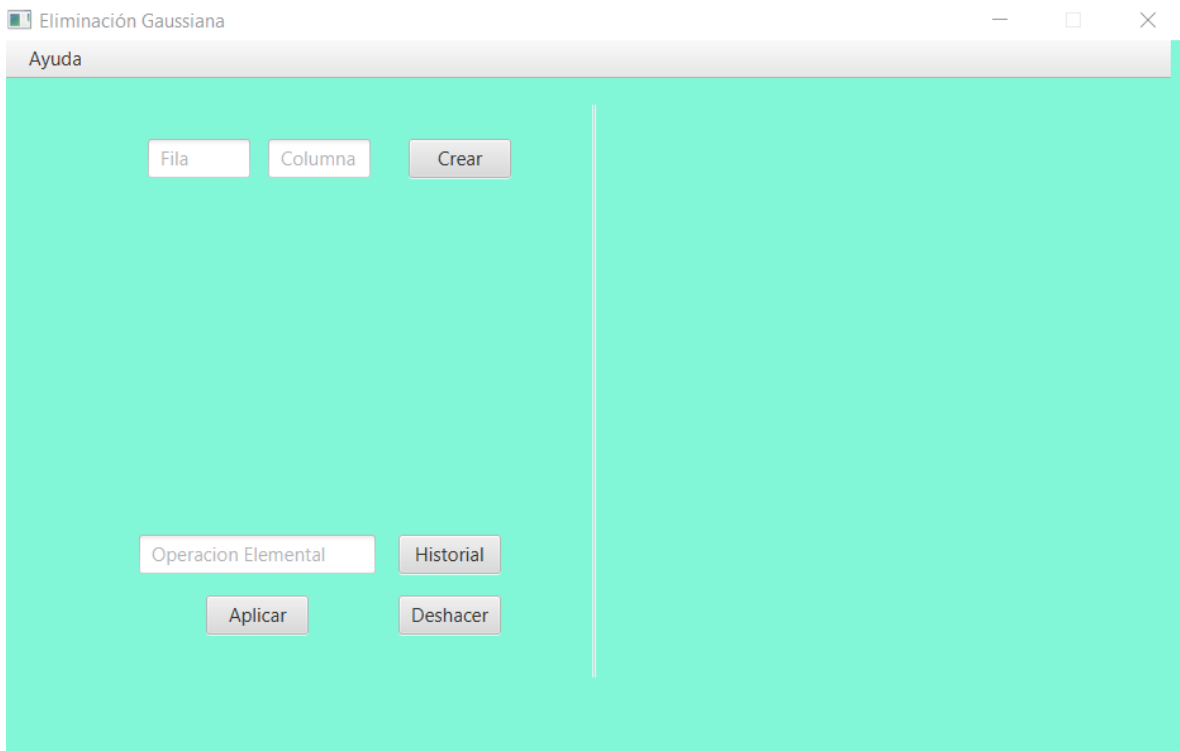 Eliminación Gaussiana
Ayuda
Fila Columna Crear
Operacion Elemental Historial
Aplicar Deshacer